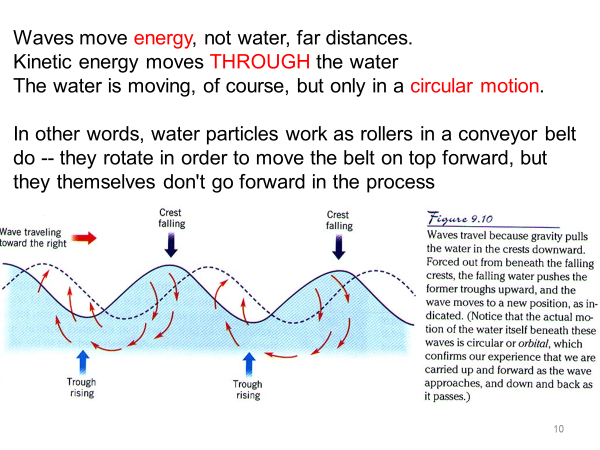 Waves move energy, not water, far distances.
Kinetic energy moves THROUGH the water
The water is moving, of course, but only in a circular motion.
In other words, water particles work as rollers in a conveyor belt
do -- they rotate in order to move the belt on top forward, but
they themselves don't go forward in the process
Wave traveling
toward the right
Crest
falling
Crest
falling
Trough
rising
Trough
rising
Figure 9.10
Waves travel because gravity pulls
the water in the crests downward.
Forced out from beneath the falling
crests, the falling water pushes the
former troughs upward, and the
wave moves to a new position, as in-
dicated. (Notice that the actual mo-
tion of the water itself beneath these
waves is circular or orbital, which
confirms our experience that we are
carried up and forward as the wave
approaches, and down and back as
it passes.)
10